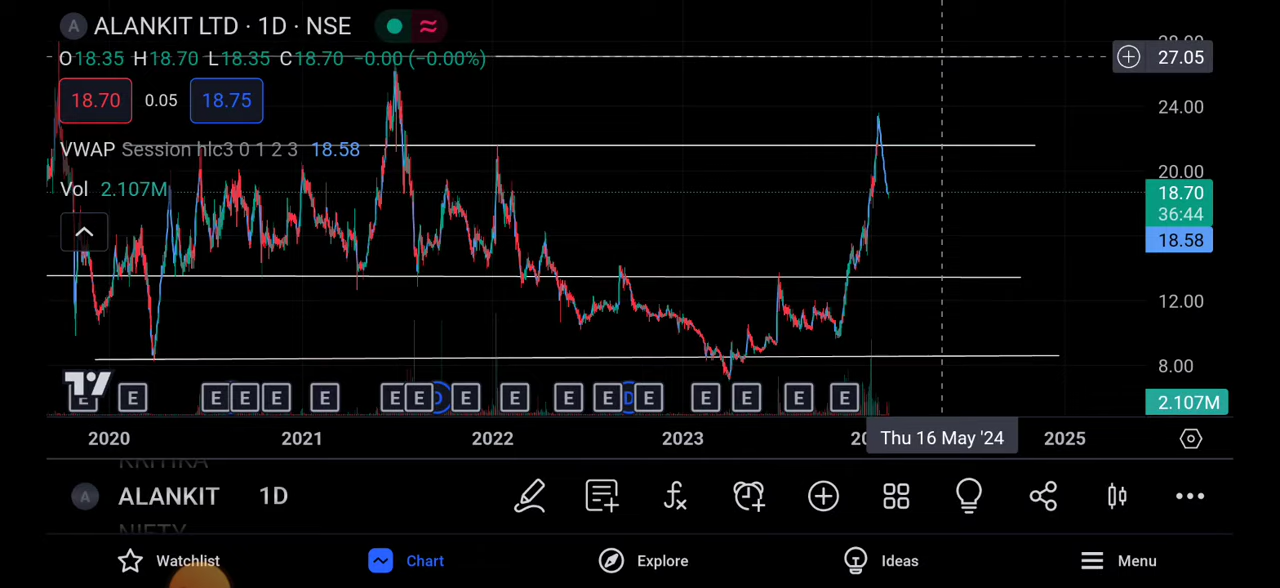 A ALANKIT LTD · 1D · NSE
O18.35 H18.70 L18.35 C18.70 −0.00 (−0.00%)
28.00
27.05
18.70 0.05 18.75
24.00
VWAP Session hlc3 0 1 2 3 18.58
20.00
Vol 2.107M
18.70
36:44
18.58
12.00
8.00
E E E E E E E E D E E E E D E E E E E
2.107M
2020 2021 2022 2023 20 Thu 16 May '24 2025
KRITIKA
A ALANKIT 1D
NIFTY
Watchlist Chart Explore Ideas Menu